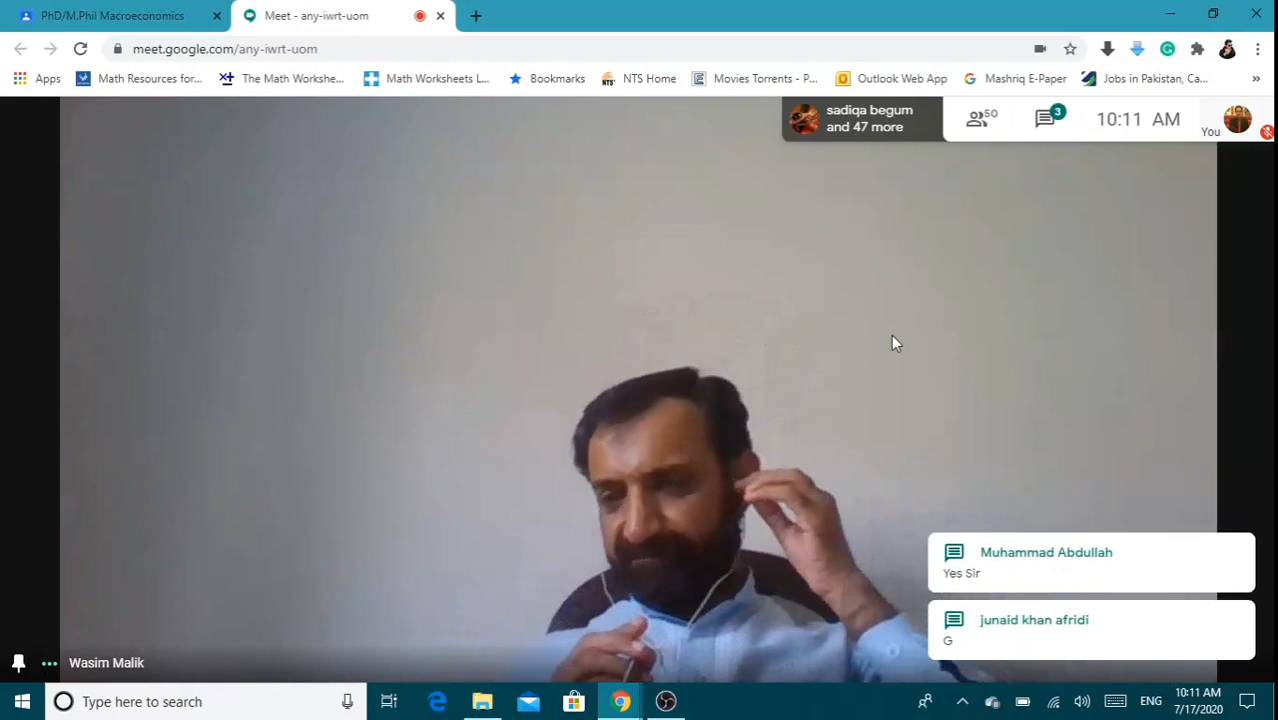 PhD/M.Phil Macroeconomics
Meet - any-iwrt-uom
meet.google.com/any-iwrt-uom
Apps
Math Resources for...
The Math Workshe...
Math Worksheets L...
Bookmarks
NTS Home
Movies Torrents - P...
Outlook Web App
Mashriq E-Paper
Jobs in Pakistan, Ca...
sadiqa begum
and 47 more
50
3
10:11 AM
You
Muhammad Abdullah
Yes Sir
junaid khan afridi
G
Wasim Malik
Type here to search
ENG
10:11 AM
7/17/2020